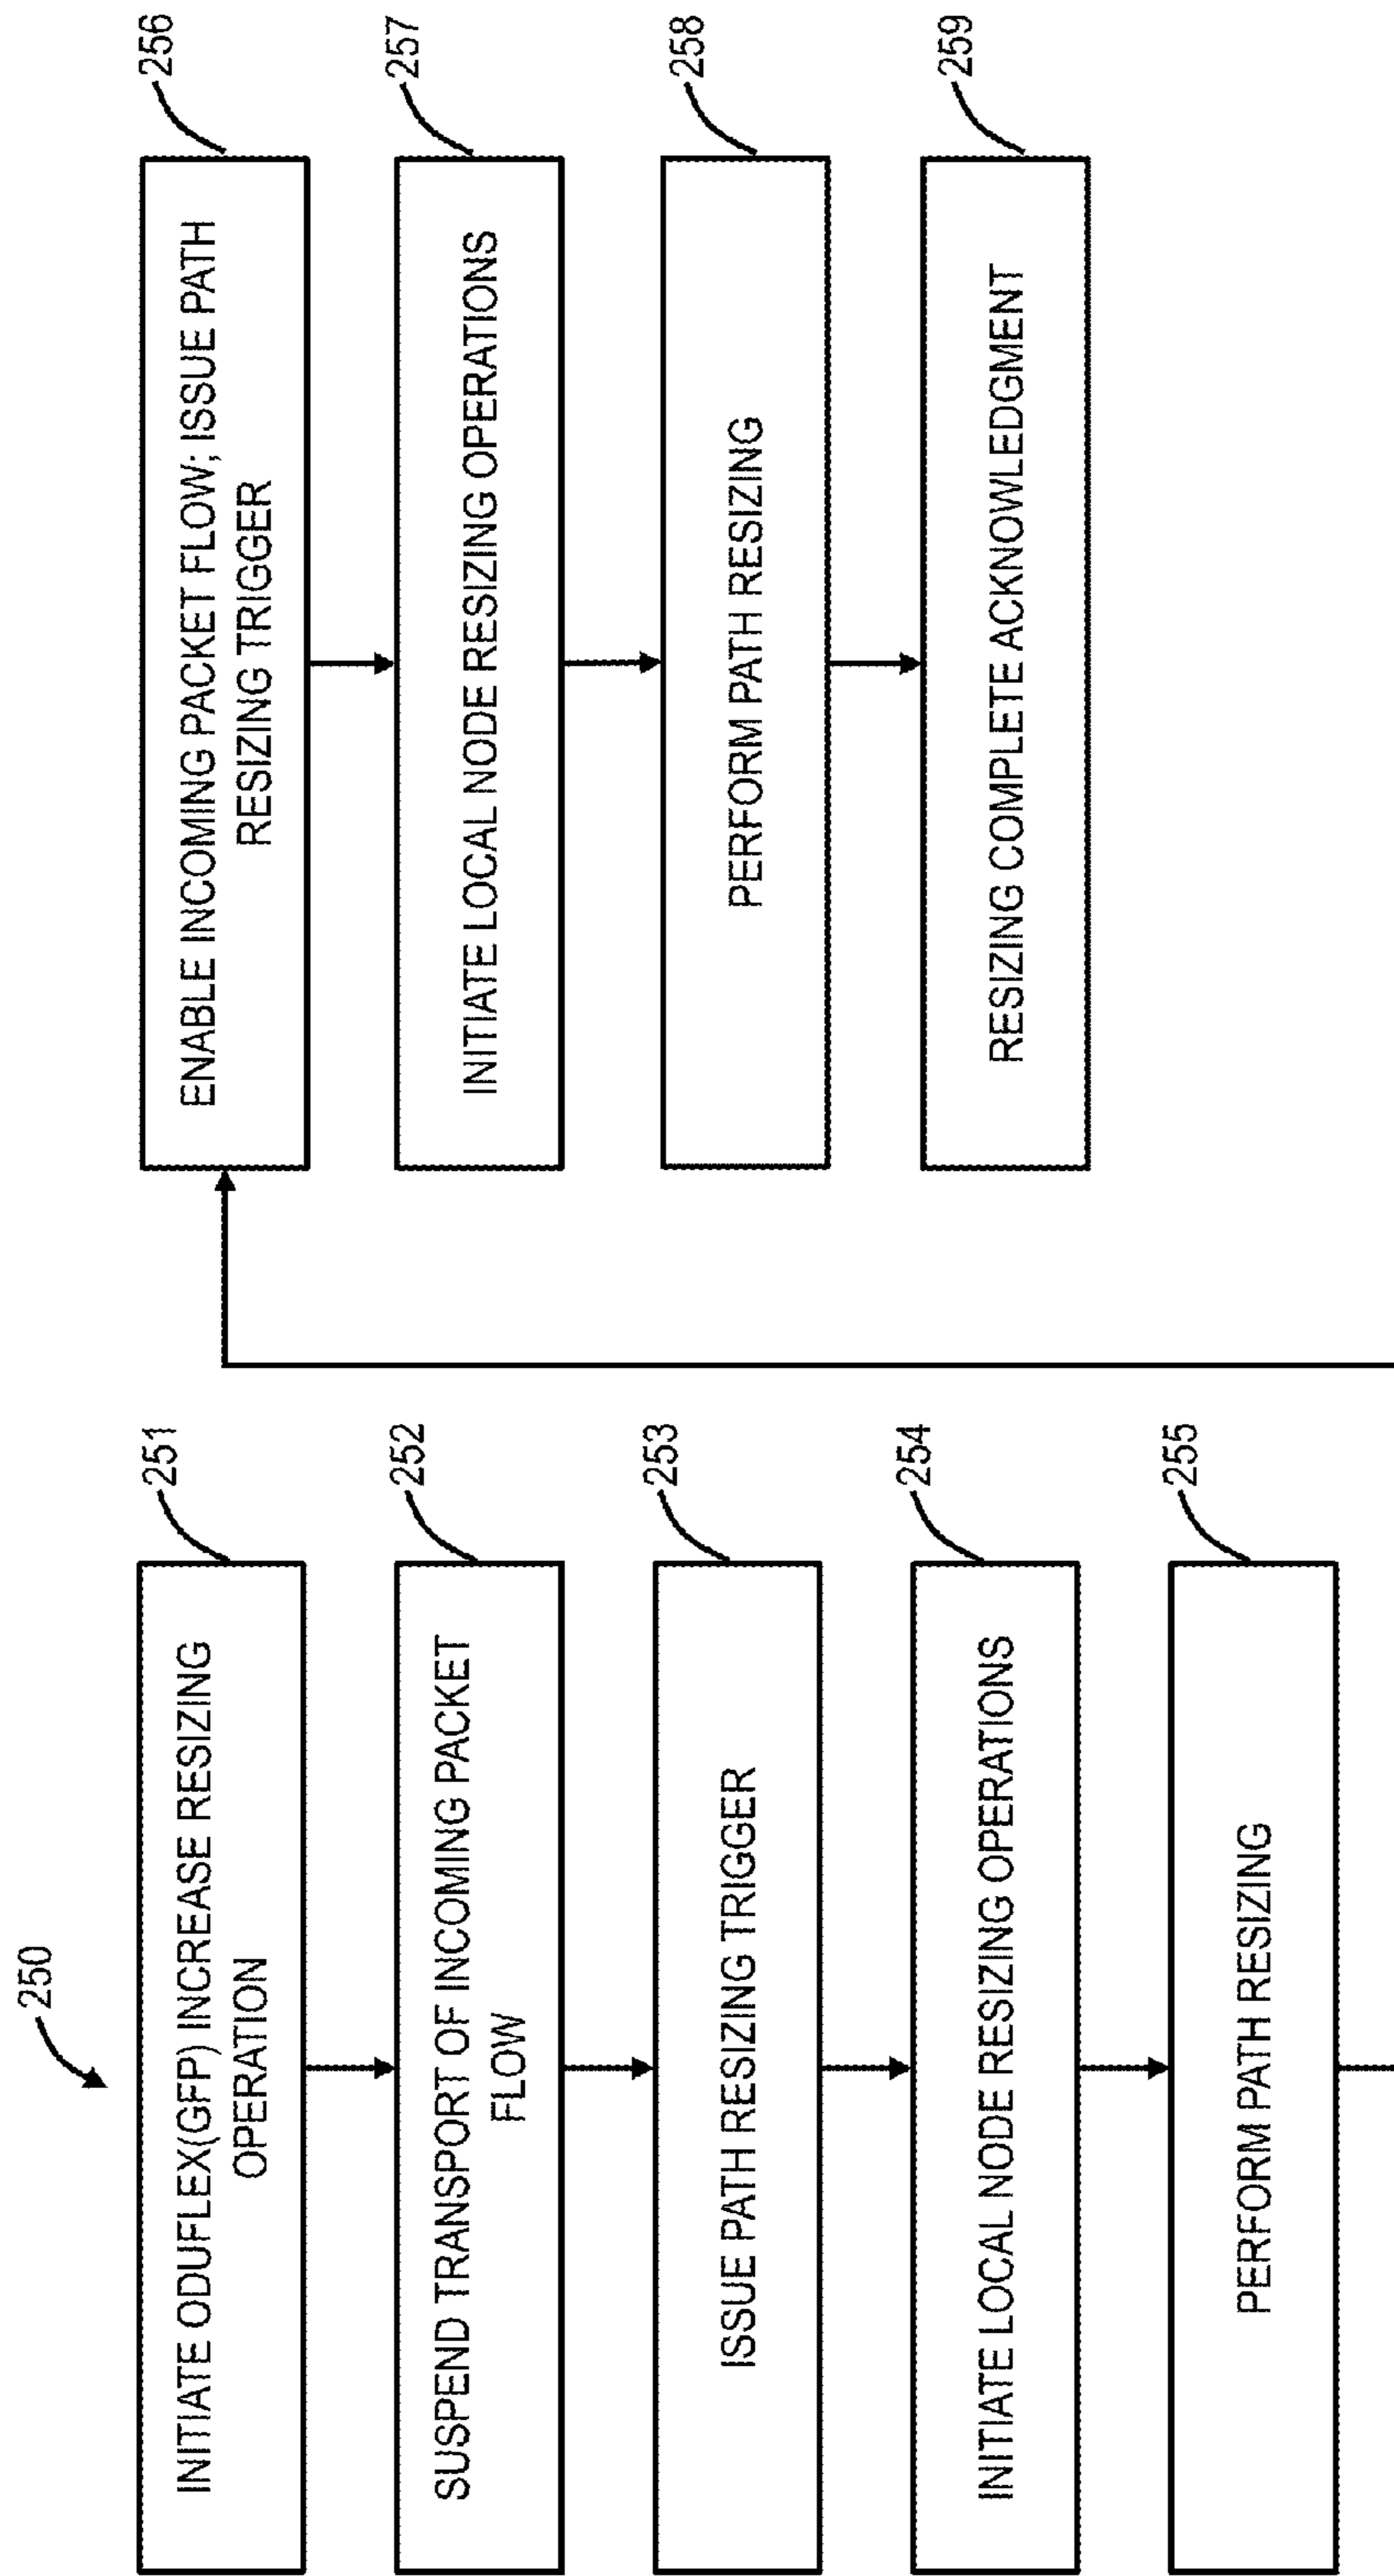 250
INITIATE ODUFLEX(GFP) INCREASE RESIZING
OPERATION
251
SUSPEND TRANSPORT OF INCOMING PACKET
FLOW
252
ISSUE PATH RESIZING TRIGGER
253
INITIATE LOCAL NODE RESIZING OPERATIONS
254
PERFORM PATH RESIZING
255
ENABLE INCOMING PACKET FLOW; ISSUE PATH
RESIZING TRIGGER
256
INITIATE LOCAL NODE RESIZING OPERATIONS
257
PERFORM PATH RESIZING
258
RESIZING COMPLETE ACKNOWLEDGMENT
259